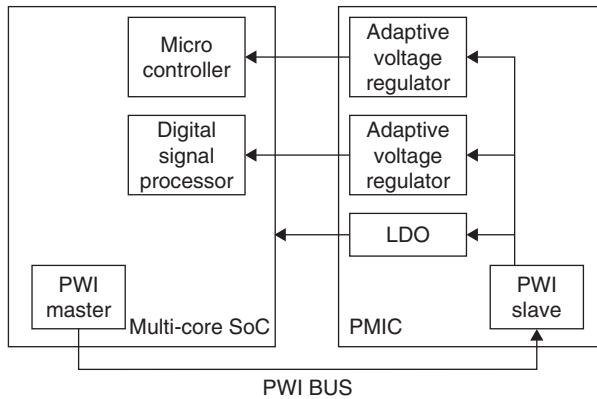 Micro
controller
Adaptive
voltage
regulator
Digital
signal
processor
Adaptive
voltage
regulator
LDO
PWI
master
Multi-core SoC
PMIC
PWI
slave
PWI BUS